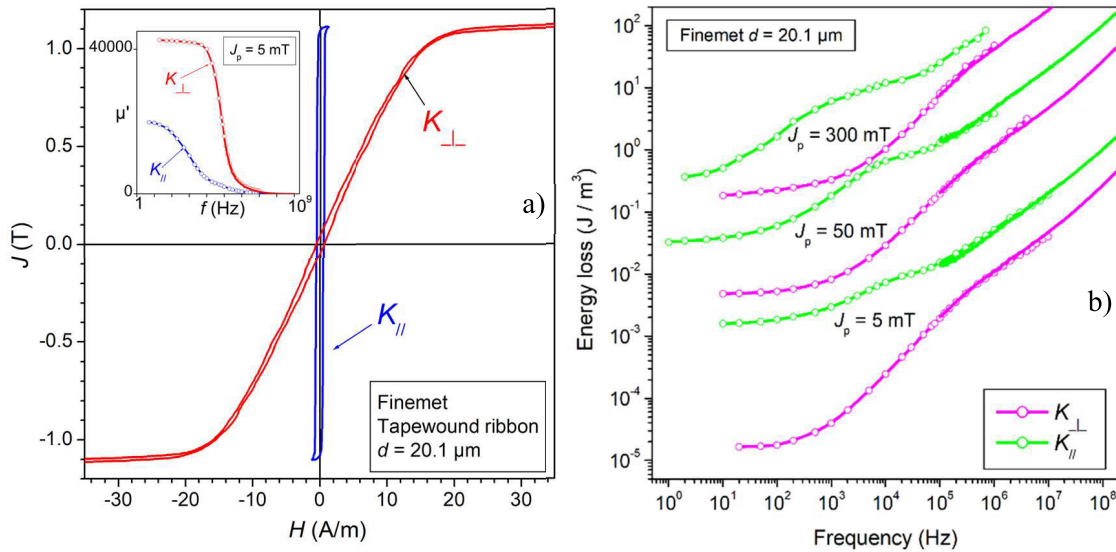 a)
J (T)
1.0
0.5
0.0
-0.5
-1.0
-30 -20 -10 0 10 20 30
H (A/m)
40000
μ'
0
1 f (Hz) 10⁹
Jp = 5 mT
K⊥
K//
K⊥
K//
Finemet
Tapewound ribbon
d = 20.1 μm
b)
Energy loss (J / m³)
10²
10¹
10⁰
10⁻¹
10⁻²
10⁻³
10⁻⁴
10⁻⁵
10⁰ 10¹ 10² 10³ 10⁴ 10⁵ 10⁶ 10⁷ 10⁸
Frequency (Hz)
Finemet d = 20.1 μm
Jp = 300 mT
Jp = 50 mT
Jp = 5 mT
K⊥
K//